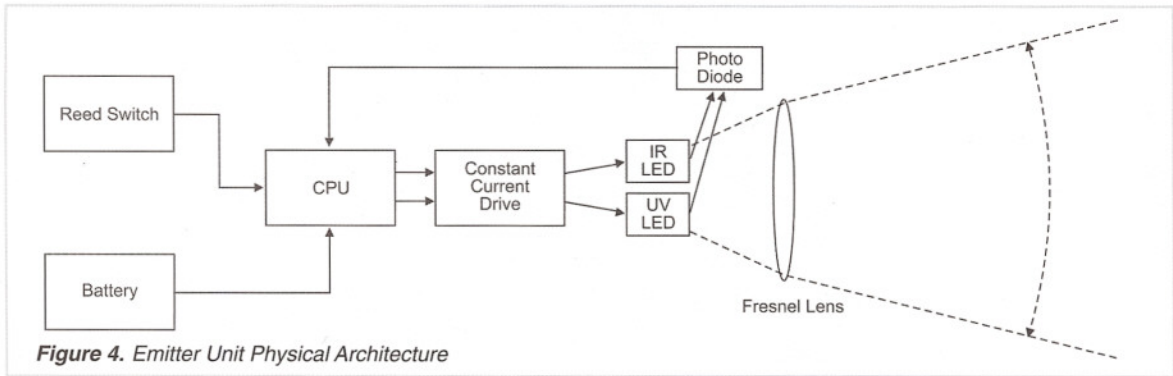 Photo
Diode
Reed Switch
IR
LED
CPU
Constant
Current
Drive
UV
LED
Battery
Fresnel Lens
Figure 4. Emitter Unit Physical Architecture